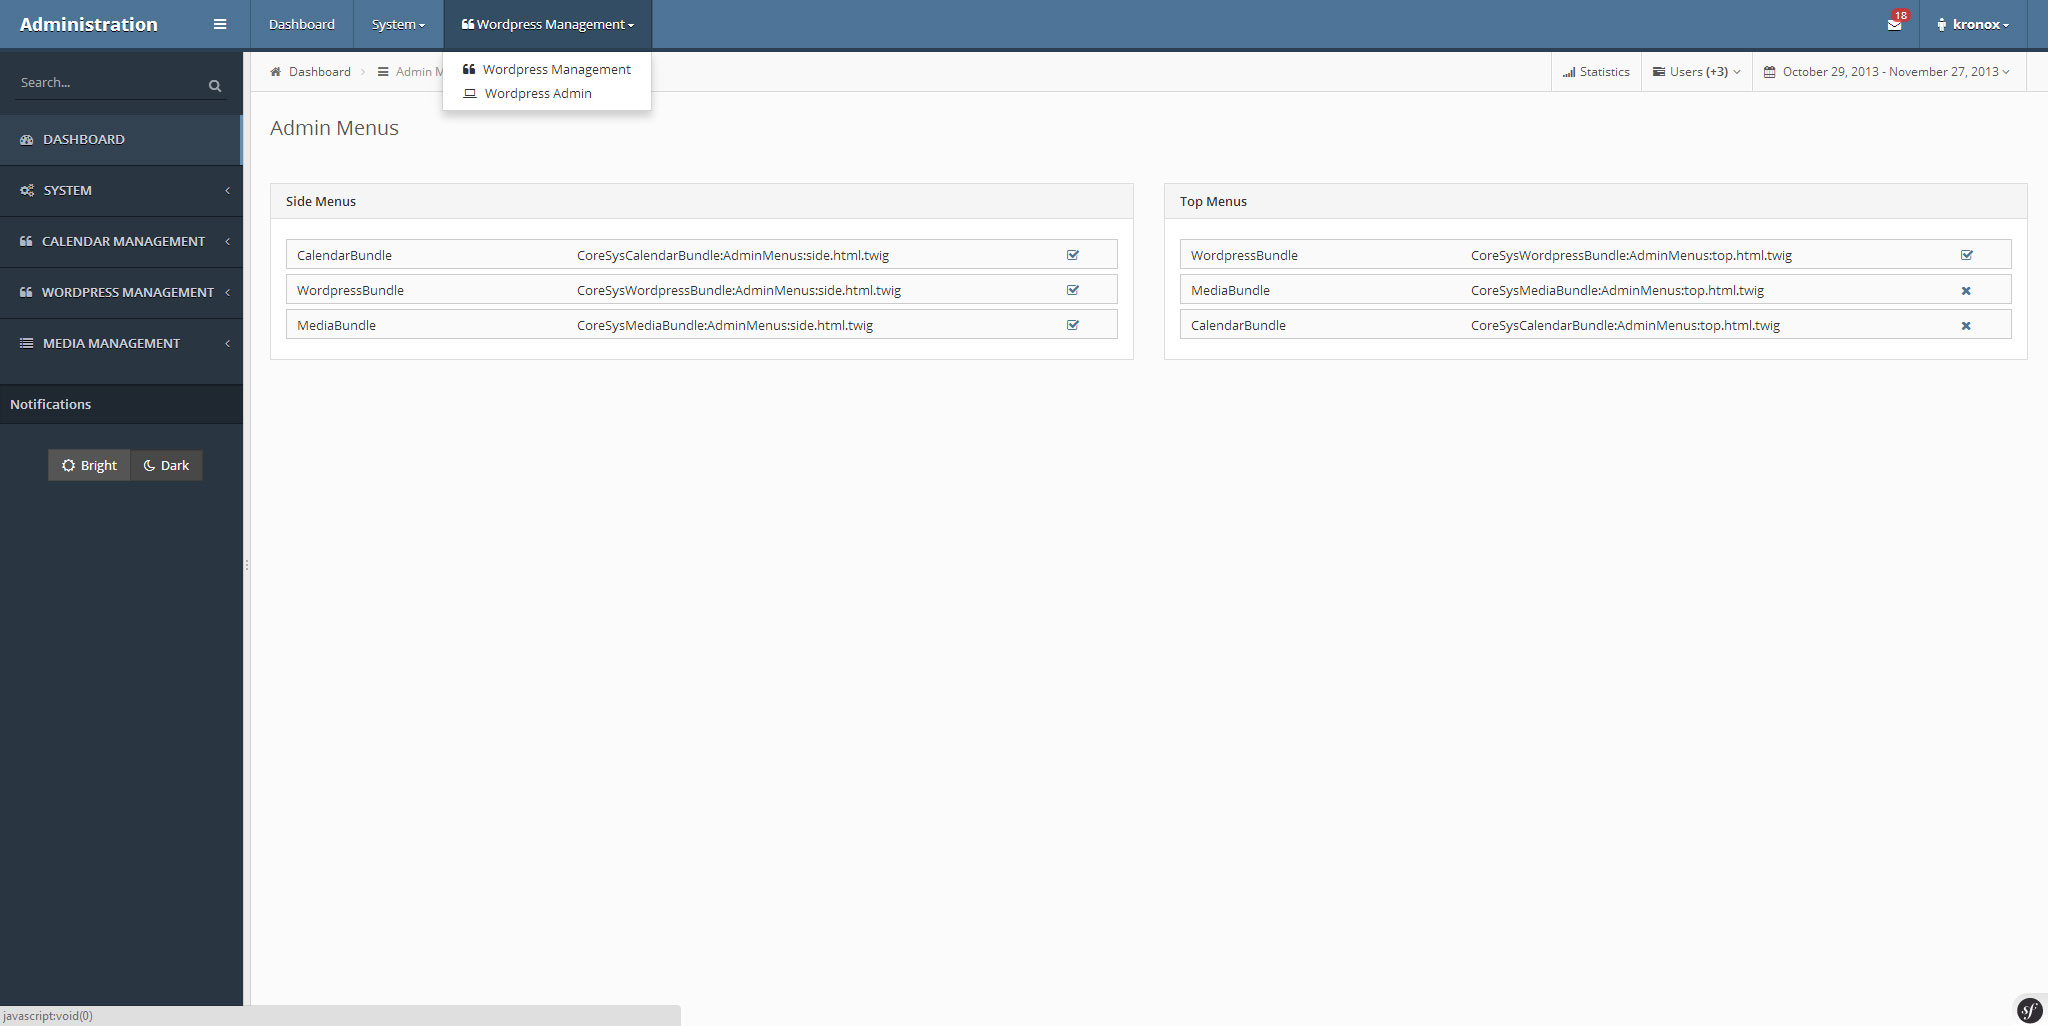 Administration
Dashboard
System
Wordpress Management
18
kronox
Wordpress Management
Wordpress Admin
Search...
Dashboard
Admin M
Statistics
Users (+3)
October 29, 2013 - November 27, 2013
Admin Menus
DASHBOARD
SYSTEM
CALENDAR MANAGEMENT
WORDPRESS MANAGEMENT
MEDIA MANAGEMENT
Notifications
Bright
Dark
Side Menus
CalendarBundle CoreSysCalendarBundle:AdminMenus:side.html.twig
WordpressBundle CoreSysWordpressBundle:AdminMenus:side.html.twig
MediaBundle CoreSysMediaBundle:AdminMenus:side.html.twig
Top Menus
WordpressBundle CoreSysWordpressBundle:AdminMenus:top.html.twig
MediaBundle CoreSysMediaBundle:AdminMenus:top.html.twig
CalendarBundle CoreSysCalendarBundle:AdminMenus:top.html.twig
javascript:void(0)
sf